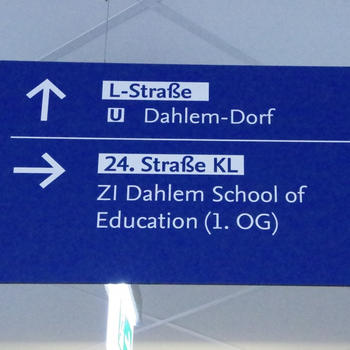 L-Straße
U Dahlem-Dorf
24. Straße KL
ZI Dahlem School of
Education (1. OG)